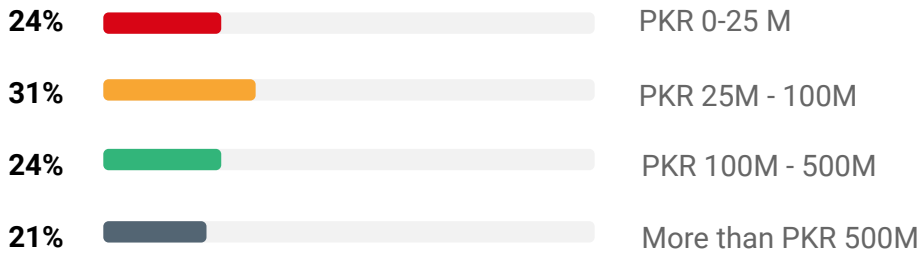 24% PKR 0-25 M
31% PKR 25M - 100M
24% PKR 100M - 500M
21% More than PKR 500M